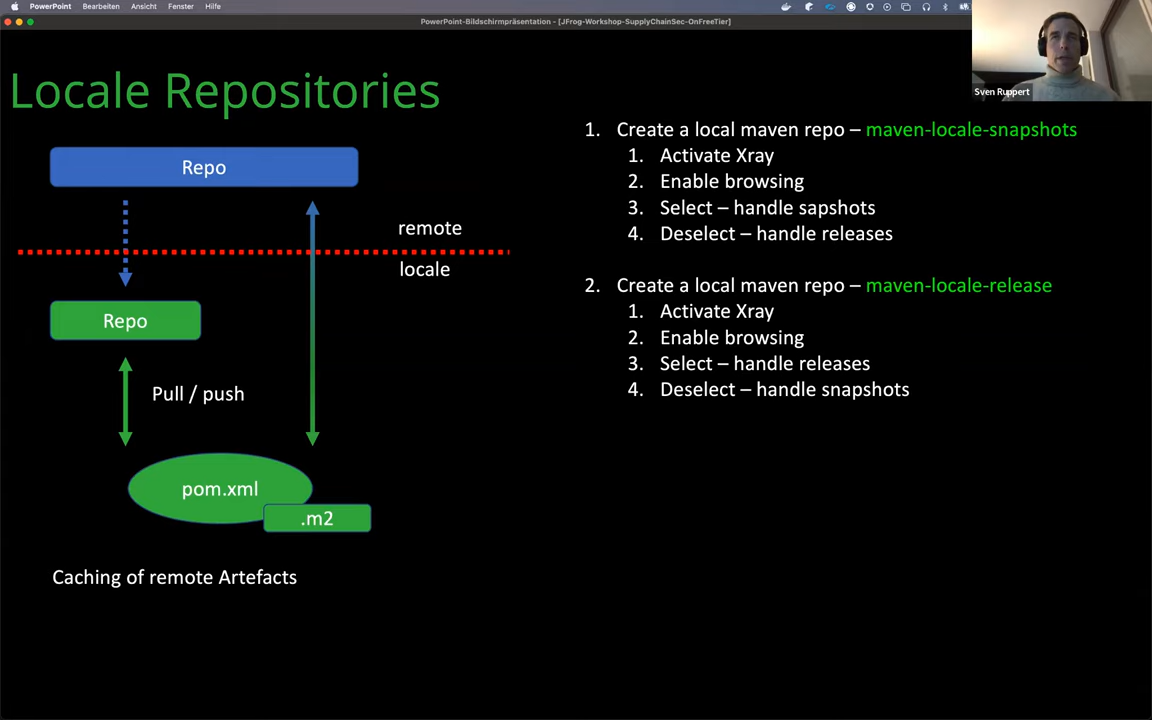 PowerPoint Bearbeiten Ansicht Fenster Hilfe
PowerPoint-Bildschirmpräsentation - [JFrog-Workshop-SupplyChainSec-OnFreeTier]
Sven Ruppert
Locale Repositories
Repo
remote
locale
Repo
Pull / push
pom.xml
.m2
Caching of remote Artefacts
1. Create a local maven repo – maven-locale-snapshots
1. Activate Xray
2. Enable browsing
3. Select – handle sapshots
4. Deselect – handle releases
2. Create a local maven repo – maven-locale-release
1. Activate Xray
2. Enable browsing
3. Select – handle releases
4. Deselect – handle snapshots